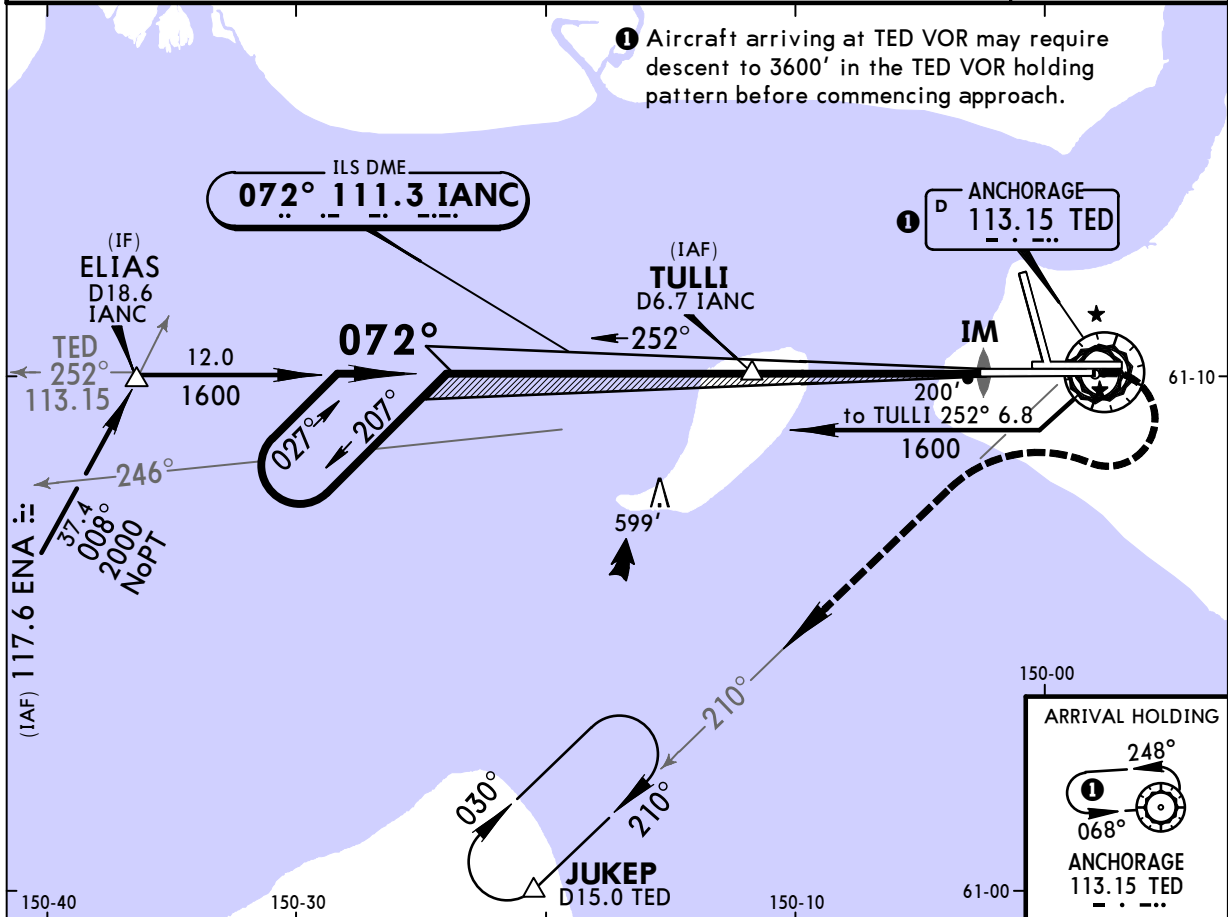 ❶ Aircraft arriving at TED VOR may require
descent to 3600' in the TED VOR holding
pattern before commencing approach.
ILS DME
072° 111.3 IANC
ANCHORAGE
❶ D 113.15 TED
(IF)
ELIAS
D18.6
IANC
(IAF)
TULLI
D6.7 IANC
072°
252°
IM
TED
252°
113.15
12.0
1600
200'
61-10
to TULLI 252° 6.8
1600
027°
207°
246°
599'
37.4
008°
2000
NoPT
(IAF) 117.6 ENA
210°
150-00
030°
210°
JUKEP
D15.0 TED
ARRIVAL HOLDING
248°
❶
068°
ANCHORAGE
113.15 TED
150-40
150-30
150-10
61-00